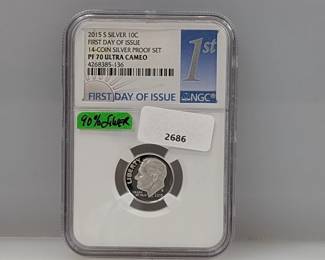 2015 S SILVER 10C
FIRST DAY OF ISSUE
14-COIN SILVER PROOF SET
PF 70 ULTRA CAMEO
4268385-136
1st
FIRST DAY OF ISSUE
NGC
90% Silver
2686
LIBERTY